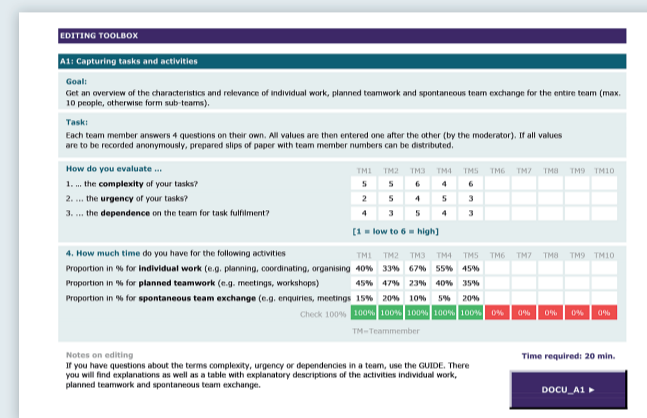 EDITING TOOLBOX
A1: Capturing tasks and activities
Goal:
Get an overview of the characteristics and relevance of individual work, planned teamwork and spontaneous team exchange for the entire team (max.
10 people, otherwise form sub-teams).
Task:
Each team member answers 4 questions on their own. All values are then entered one after the other (by the moderator). If all values
are to be recorded anonymously, prepared slips of paper with team member numbers can be distributed.
How do you evaluate ... TM1 TM2 TM3 TM4 TM5 TM6 TM7 TM8 TM9 TM10
1. ... the complexity of your tasks? 5 5 6 4 6
2. ... the urgency of your tasks? 2 5 4 5 3
3. ... the dependence on the team for task fulfilment? 4 3 5 4 3
[1 = low to 6 = high]
4. How much time do you have for the following activities TM1 TM2 TM3 TM4 TM5 TM6 TM7 TM8 TM9 TM10
Proportion in % for individual work (e.g. planning, coordinating, organising 40% 33% 67% 55% 45%
Proportion in % for planned teamwork (e.g. meetings, workshops) 45% 47% 23% 40% 35%
Proportion in % for spontaneous team exchange (e.g. enquiries, meetings 15% 20% 10% 5% 20%
Check 100% 100% 100% 100% 100% 100% 0% 0% 0% 0% 0%
TM=Teammember
Notes on editing Time required: 20 min.
If you have questions about the terms complexity, urgency or dependencies in a team, use the GUIDE. There
you will find explanations as well as a table with explanatory descriptions of the activities individual work,
planned teamwork and spontaneous team exchange.
DOCU_A1 ►